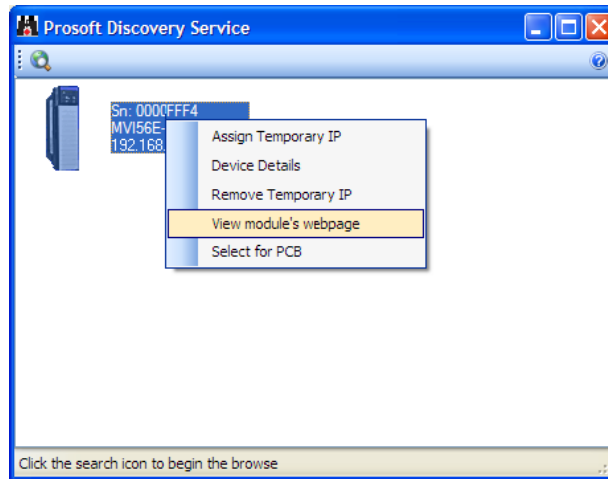 Prosoft Discovery Service
Sn: 0000FFF4
MVI56E-
192.168.
Assign Temporary IP
Device Details
Remove Temporary IP
View module's webpage
Select for PCB
Click the search icon to begin the browse